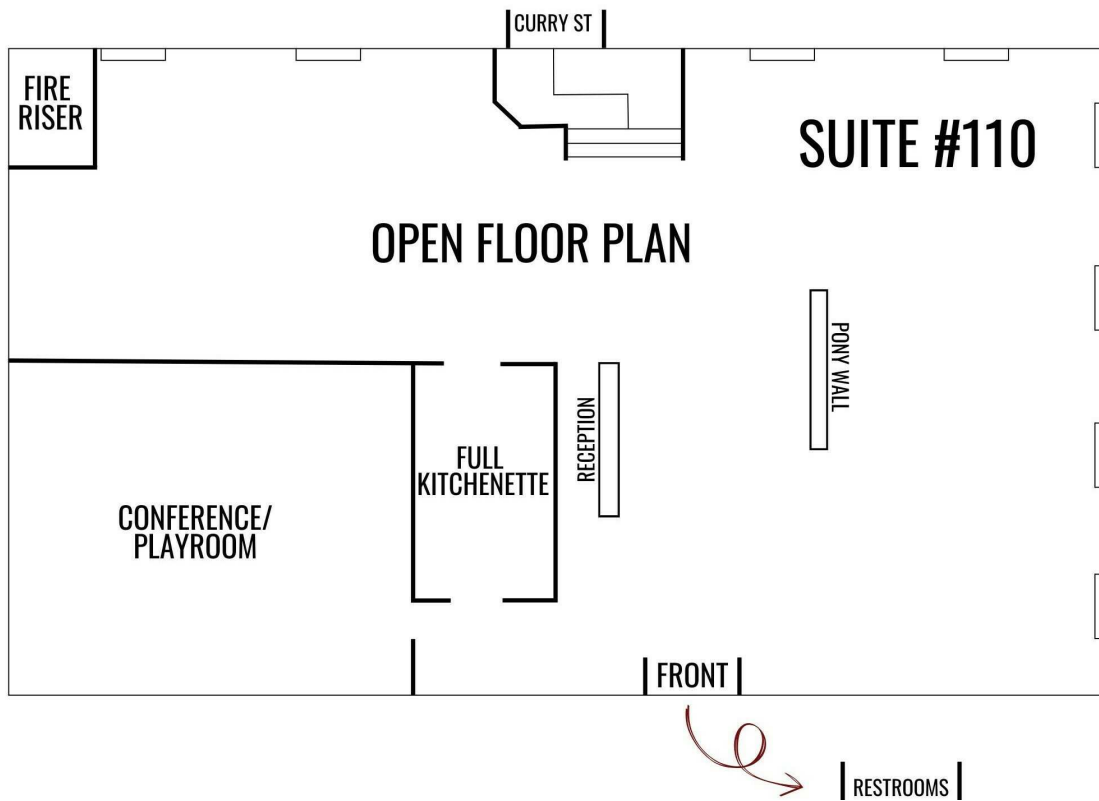 CURRY ST
FIRE
RISER
SUITE #110
OPEN FLOOR PLAN
PONY WALL
RECEPTION
FULL
KITCHENETTE
CONFERENCE/
PLAYROOM
FRONT
RESTROOMS